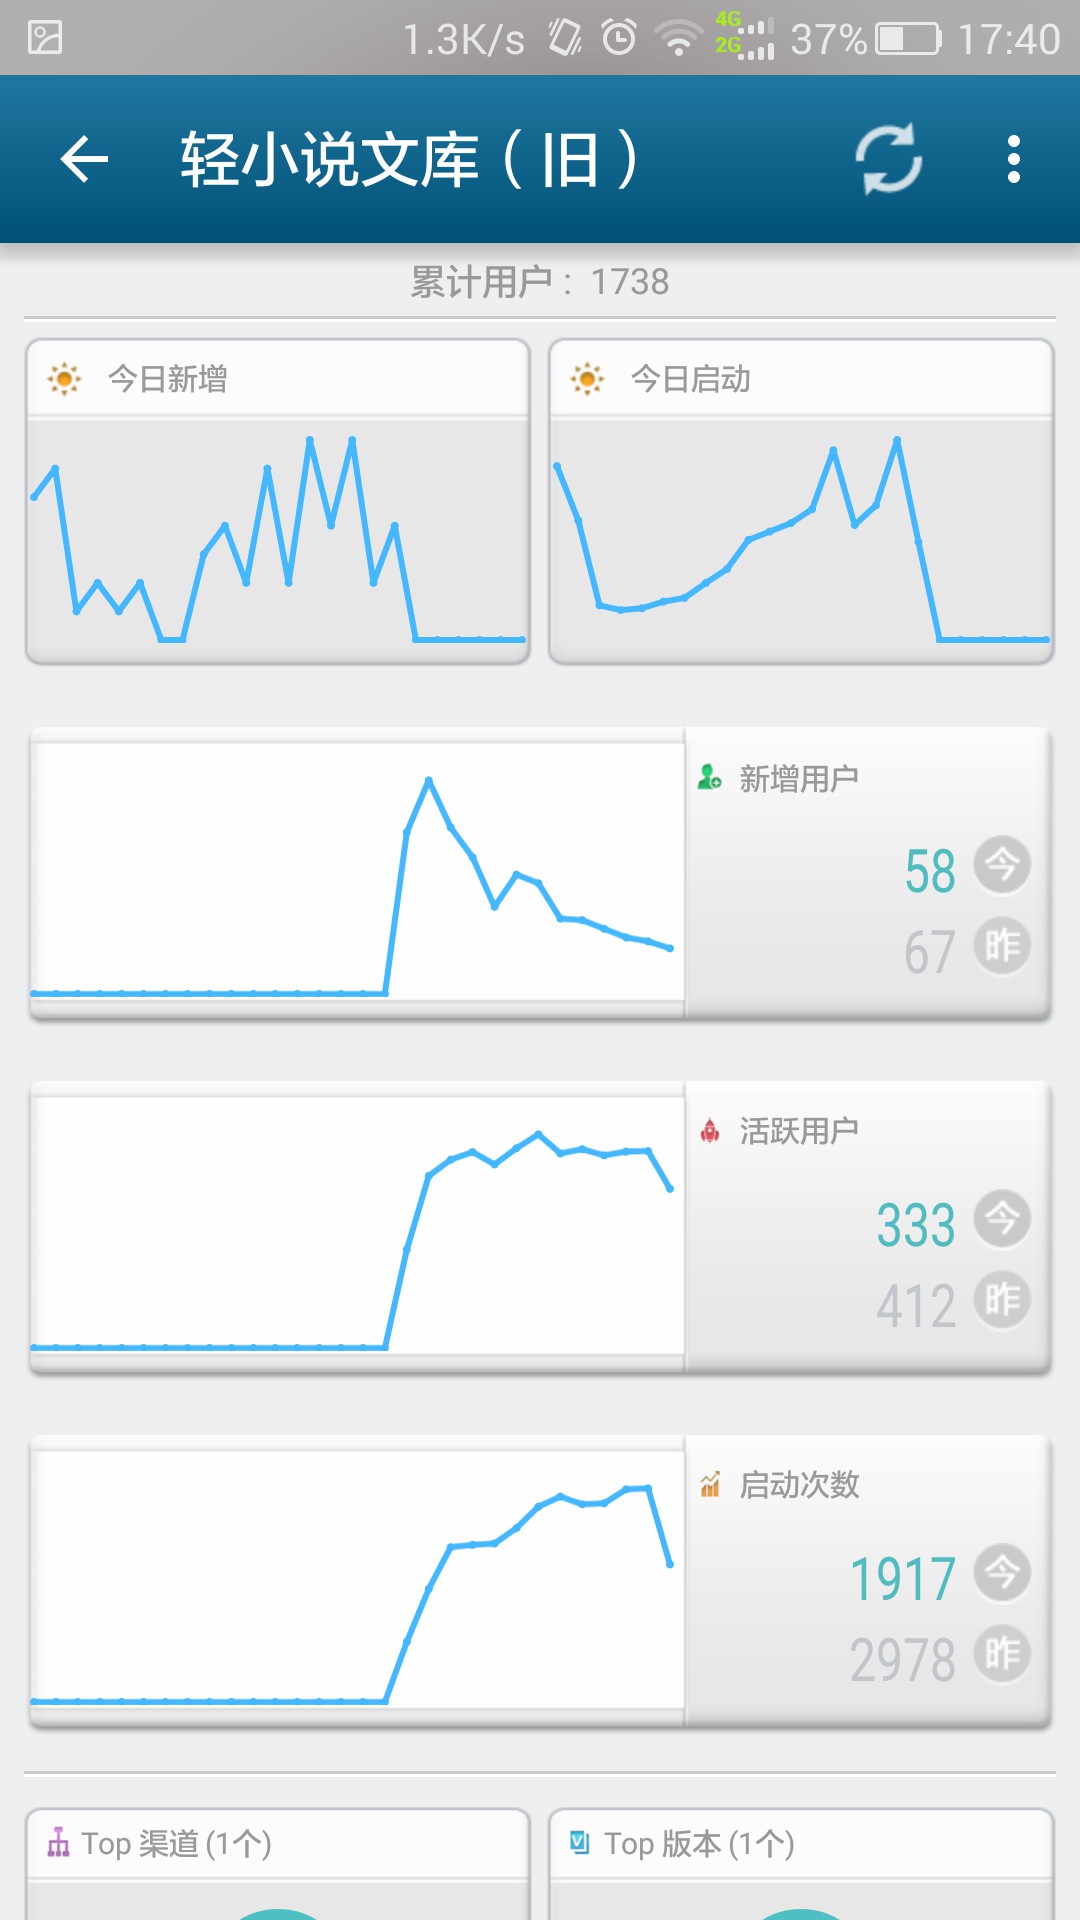 1.3K/s 4G 2G 37% 17:40
轻小说文库（旧）
累计用户：1738
今日新增
今日启动
新增用户
58 今
67 昨
活跃用户
333 今
412 昨
启动次数
1917 今
2978 昨
Top 渠道 (1个)
Top 版本 (1个)